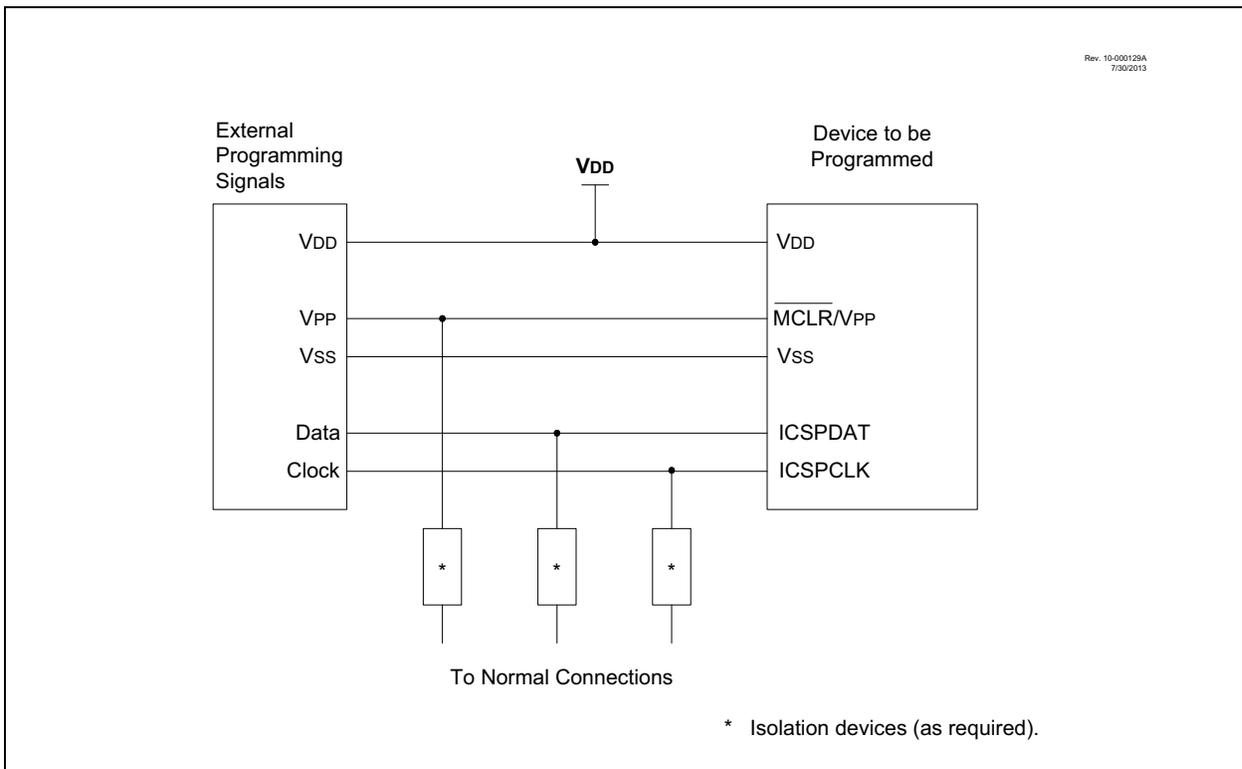 Rev. 10-000129A
7/30/2013
External
Programming
Signals
VDD
Device to be
Programmed
VDD
VDD
VPP
MCLR/VPP
VSS
VSS
Data
ICSPDAT
Clock
ICSPCLK
*
*
*
To Normal Connections
* Isolation devices (as required).